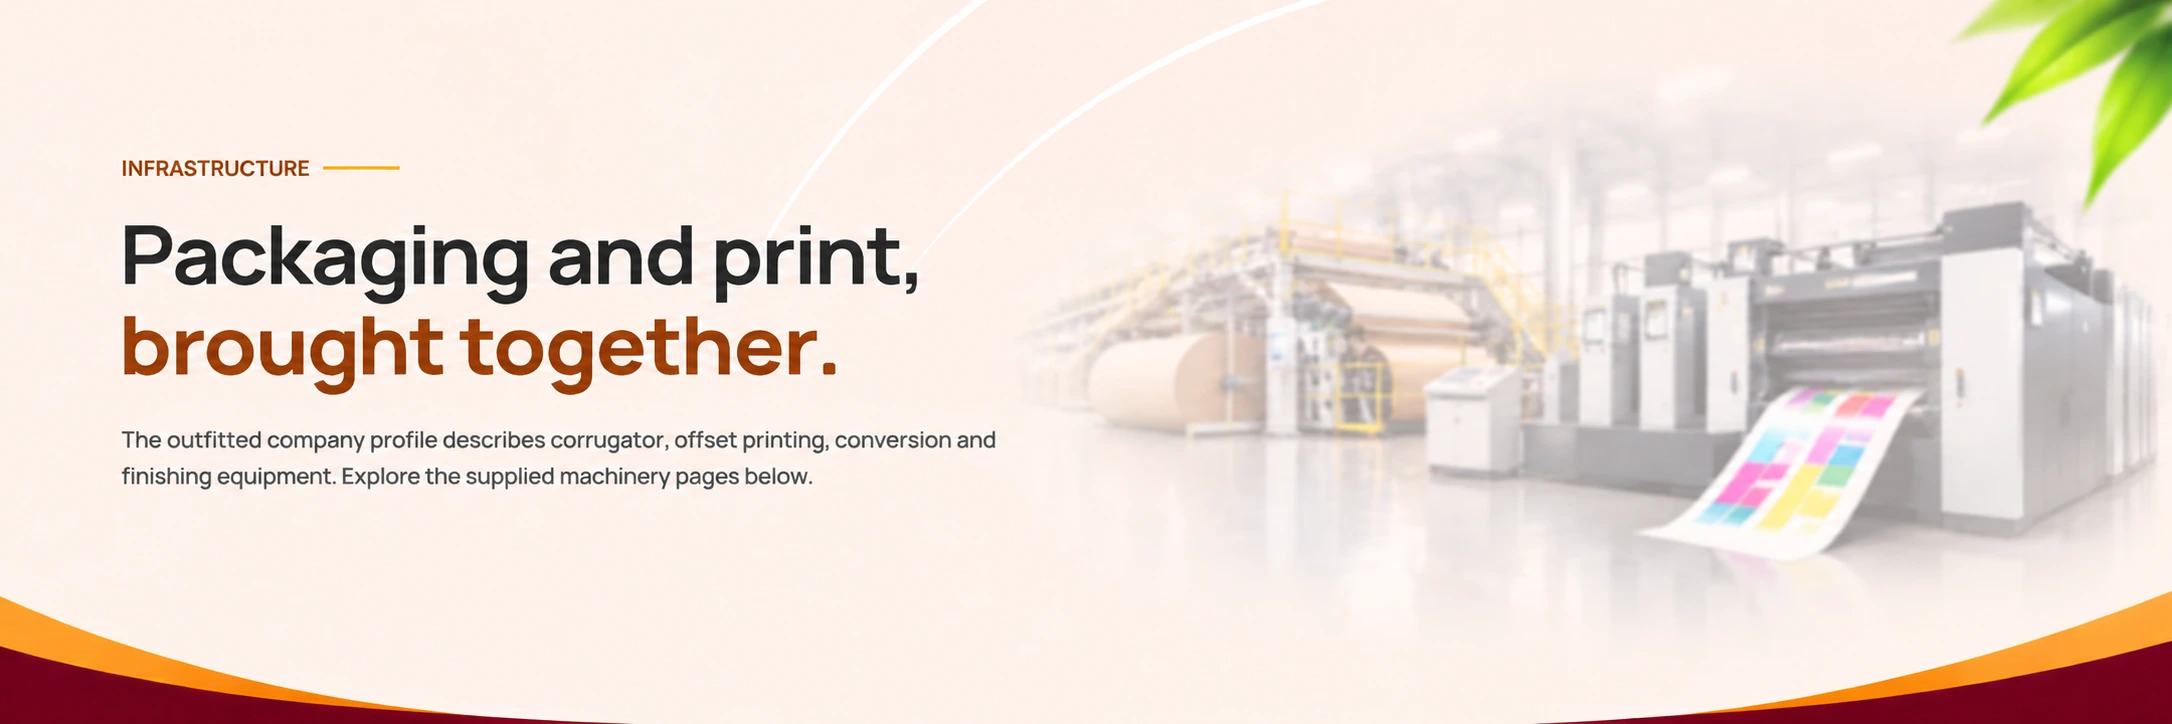 INFRASTRUCTURE
Packaging and print,
brought together.
The outfitted company profile describes corrugator, offset printing, conversion and
finishing equipment. Explore the supplied machinery pages below.